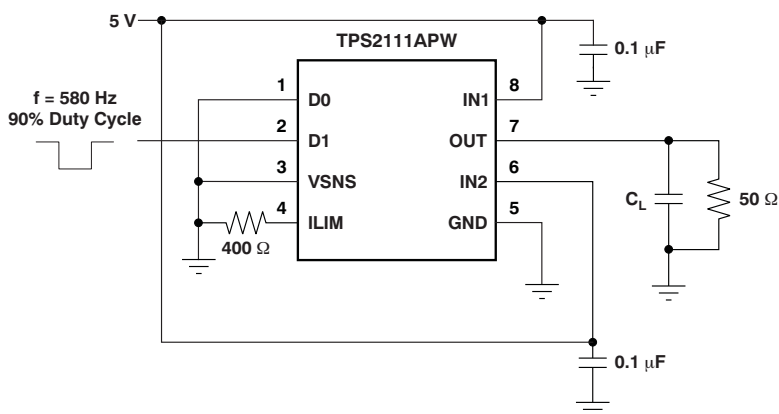 5 V
TPS2111APW
0.1 μF
f = 580 Hz
90% Duty Cycle
1
D0
IN1
8
2
D1
OUT
7
3
VSNS
IN2
6
4
ILIM
GND
5
400 Ω
CL
50 Ω
0.1 μF